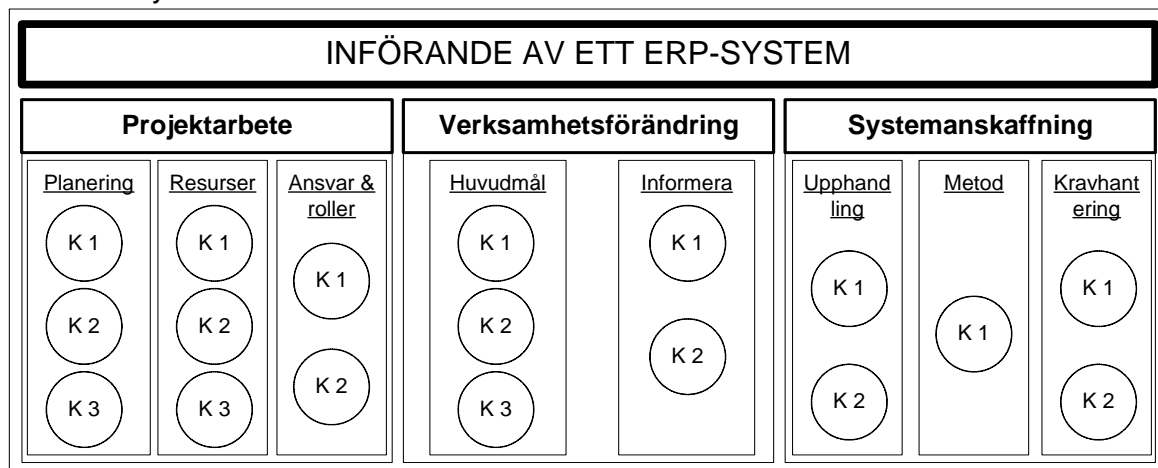 INFÖRANDE AV ETT ERP-SYSTEM
Projektarbete
Planering
K 1
K 2
K 3
Resurser
K 1
K 2
K 3
Ansvar &
roller
K 1
K 2
Verksamhetsförändring
Huvudmål
K 1
K 2
K 3
Informera
K 1
K 2
Systemanskaffning
Upphand
ling
K 1
K 2
Metod
K 1
Kravhant
ering
K 1
K 2